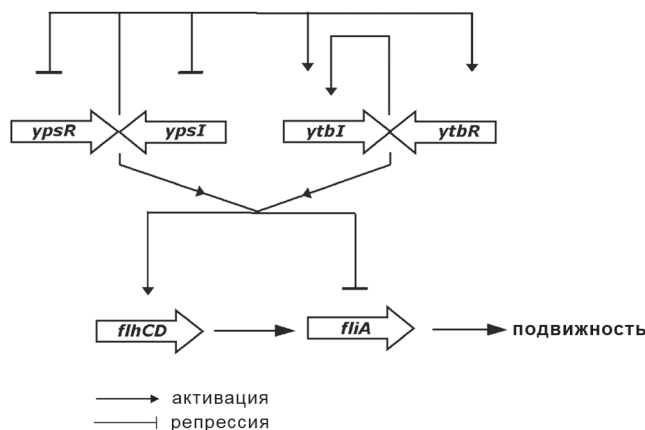 ypsR ypsI ytbI ytbR
flhCD fliA подвижность
активация
репрессия